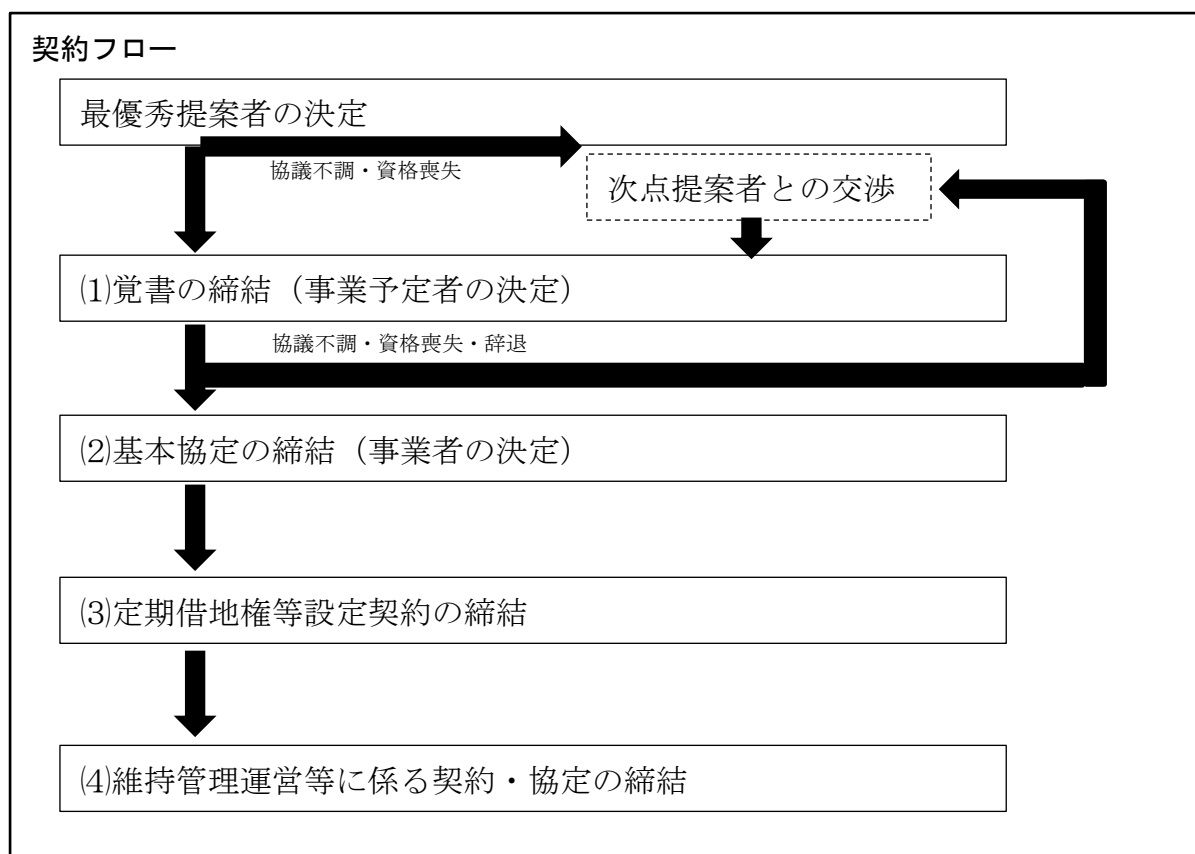 契約フロー
最優秀提案者の決定
協議不調・資格喪失
次点提案者との交渉
⑴覚書の締結（事業予定者の決定）
協議不調・資格喪失・辞退
⑵基本協定の締結（事業者の決定）
⑶定期借地権等設定契約の締結
⑷維持管理運営等に係る契約・協定の締結